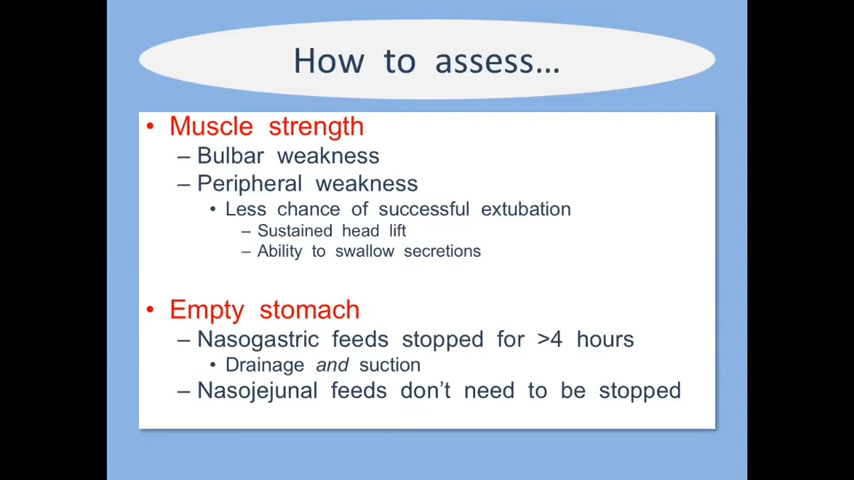 How to assess...
• Muscle strength
– Bulbar weakness
– Peripheral weakness
• Less chance of successful extubation
– Sustained head lift
– Ability to swallow secretions
• Empty stomach
– Nasogastric feeds stopped for >4 hours
• Drainage and suction
– Nasojejunal feeds don't need to be stopped